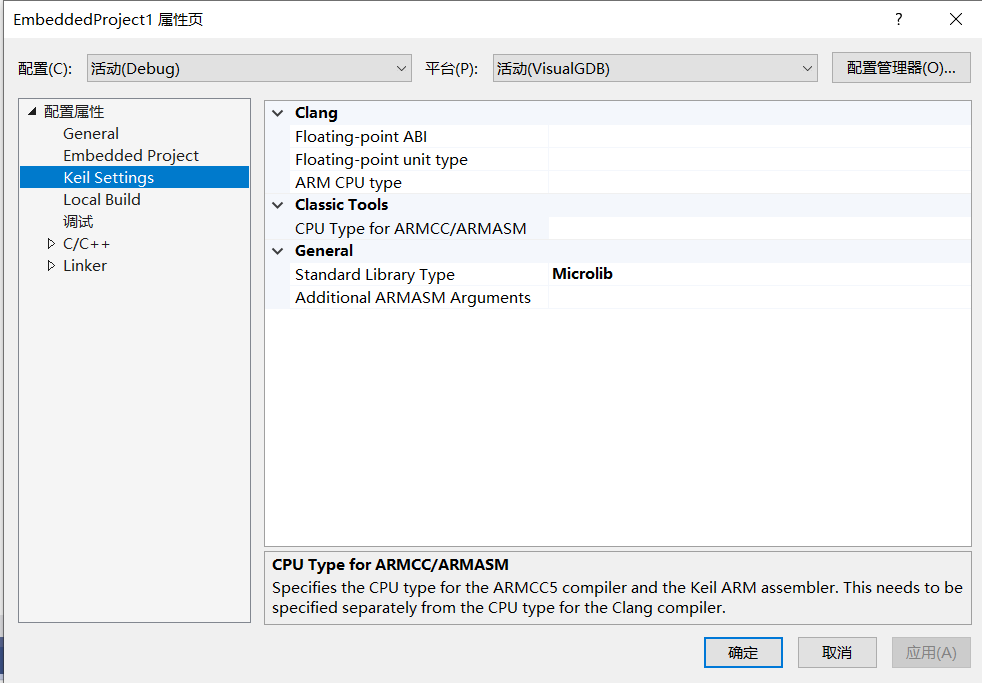 EmbeddedProject1 属性页
配置(C): 活动(Debug) 平台(P): 活动(VisualGDB) 配置管理器(O)...
配置属性
General
Embedded Project
Keil Settings
Local Build
调试
C/C++
Linker
Clang
Floating-point ABI
Floating-point unit type
ARM CPU type
Classic Tools
CPU Type for ARMCC/ARMASM
General
Standard Library Type Microlib
Additional ARMASM Arguments
CPU Type for ARMCC/ARMASM
Specifies the CPU type for the ARMCC5 compiler and the Keil ARM assembler. This needs to be
specified separately from the CPU type for the Clang compiler.
确定 取消 应用(A)